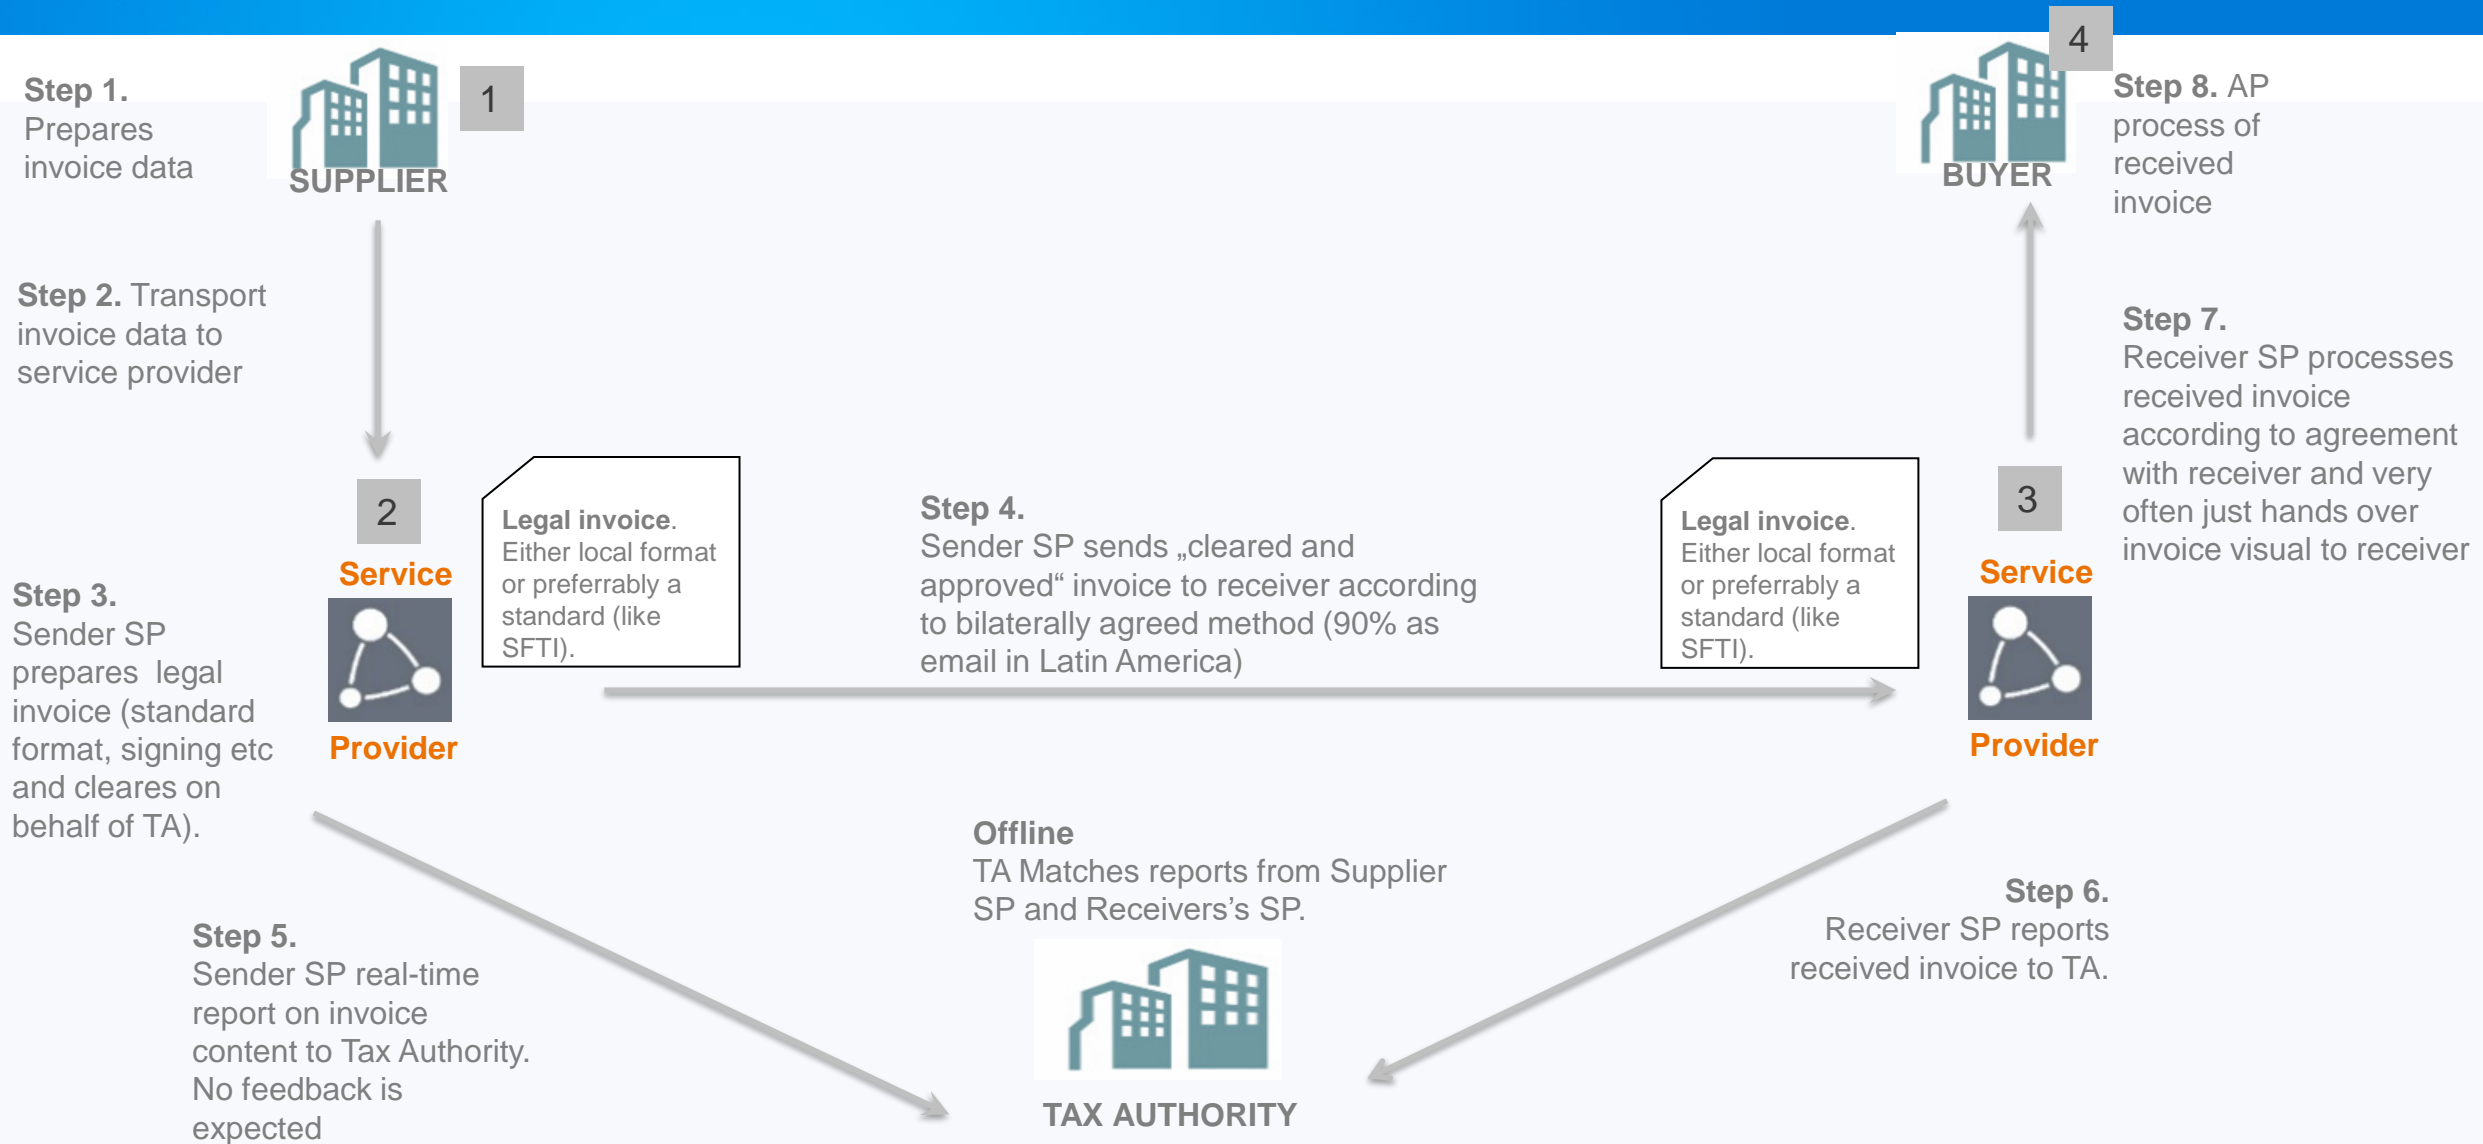 Step 1.
Prepares
invoice data
SUPPLIER
1
4
BUYER
Step 8. AP
process of
received
invoice
Step 2. Transport
invoice data to
service provider
Step 7.
Receiver SP processes
received invoice
according to agreement
with receiver and very
often just hands over
invoice visual to receiver
2
Service
Provider
Legal invoice.
Either local format
or preferrably a
standard (like
SFTI).
Step 4.
Sender SP sends „cleared and
approved“ invoice to receiver according
to bilaterally agreed method (90% as
email in Latin America)
Legal invoice.
Either local format
or preferrably a
standard (like
SFTI).
3
Service
Provider
Step 3.
Sender SP
prepares legal
invoice (standard
format, signing etc
and cleares on
behalf of TA).
Offline
TA Matches reports from Supplier
SP and Receivers's SP.
Step 5.
Sender SP real-time
report on invoice
content to Tax Authority.
No feedback is
expected
Step 6.
Receiver SP reports
received invoice to TA.
TAX AUTHORITY